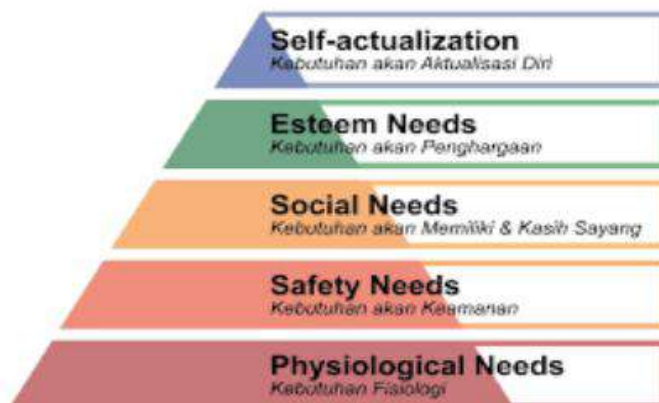 Self-actualization
Kebutuhan akan Aktualisasi Diri
Esteem Needs
Kebutuhan akan Penghargaan
Social Needs
Kebutuhan akan Memiliki & Kasih Sayang
Safety Needs
Kebutuhan akan Keamanan
Physiological Needs
Kebutuhan Fisiologi